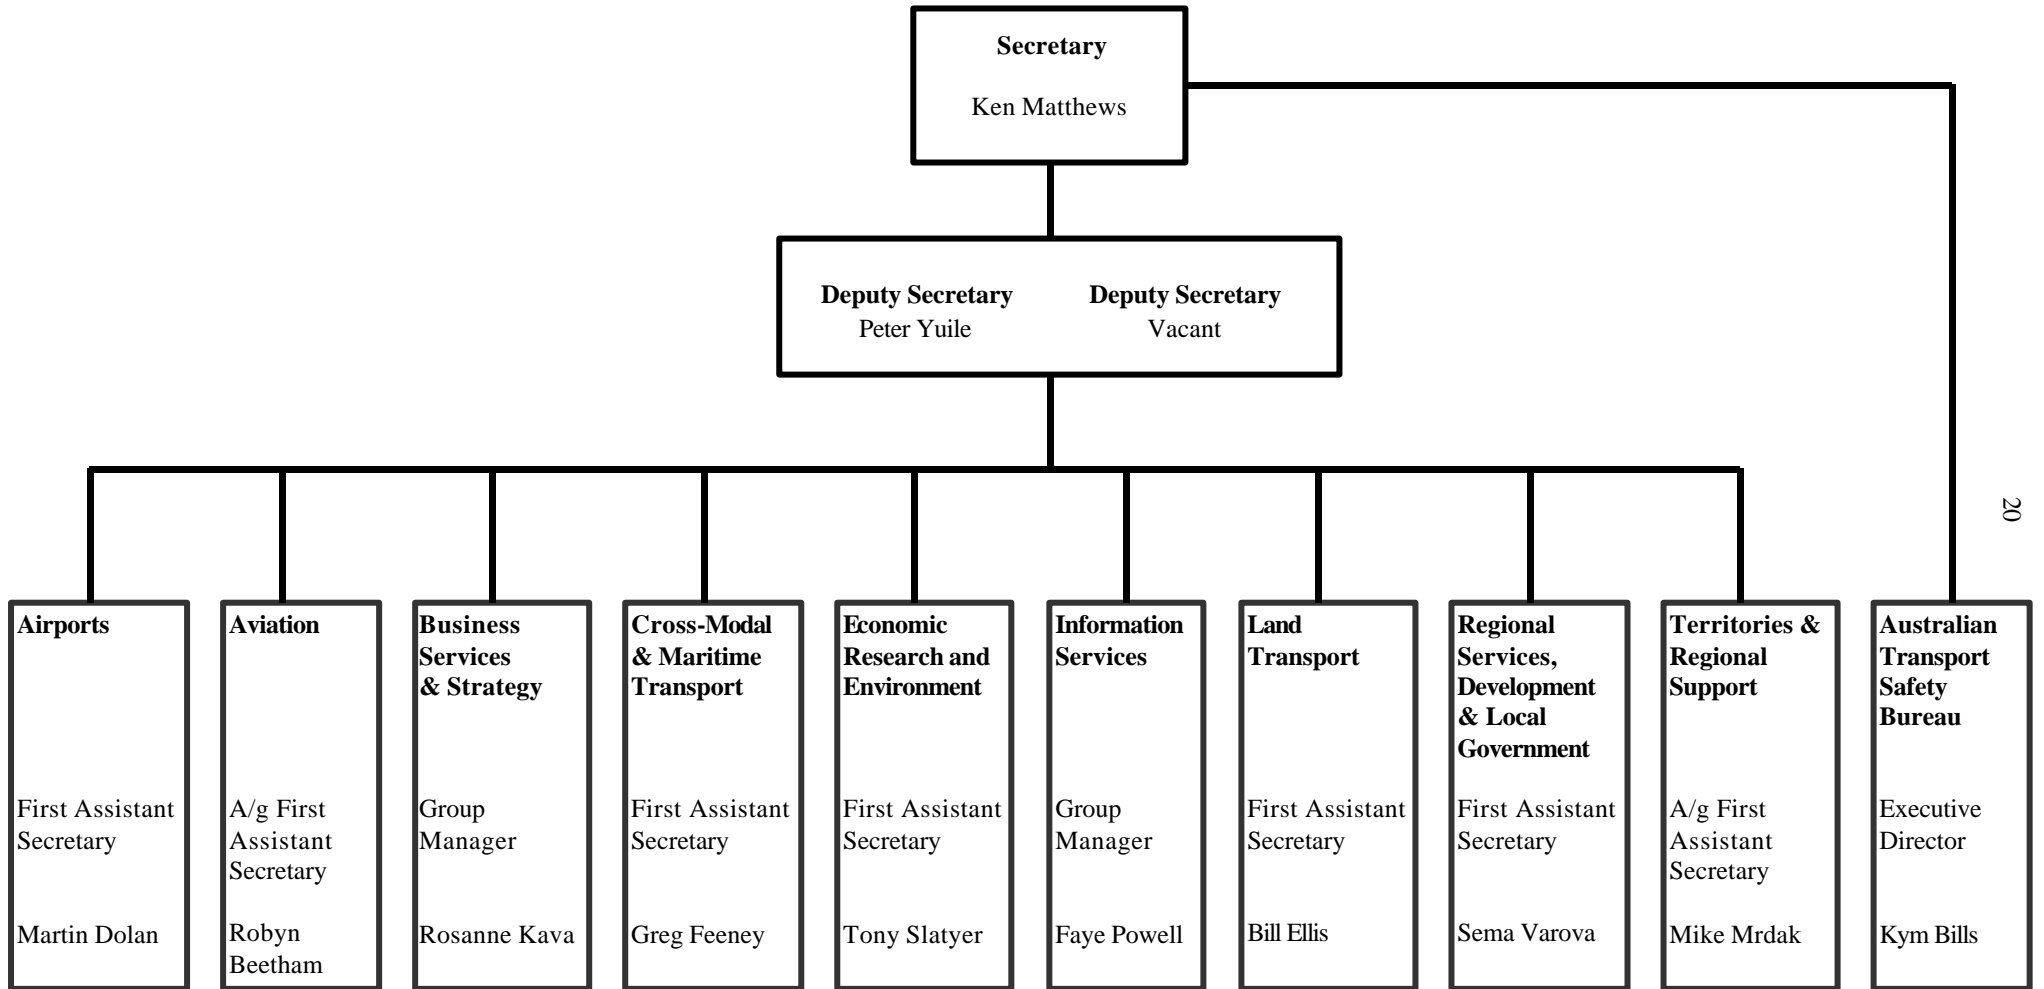 Secretary
Ken Matthews
Deputy Secretary
Peter Yuile
Deputy Secretary
Vacant
20
Airports
First Assistant
Secretary
Martin Dolan
Aviation
A/g First
Assistant
Secretary
Robyn
Beetham
Business
Services
& Strategy
Group
Manager
Rosanne Kava
Cross-Modal
& Maritime
Transport
First Assistant
Secretary
Greg Feeney
Economic
Research and
Environment
First Assistant
Secretary
Tony Slatyer
Information
Services
Group
Manager
Faye Powell
Land
Transport
First Assistant
Secretary
Bill Ellis
Regional
Services,
Development
& Local
Government
First Assistant
Secretary
Sema Varova
Territories &
Regional
Support
A/g First
Assistant
Secretary
Mike Mrdak
Australian
Transport
Safety
Bureau
Executive
Director
Kym Bills